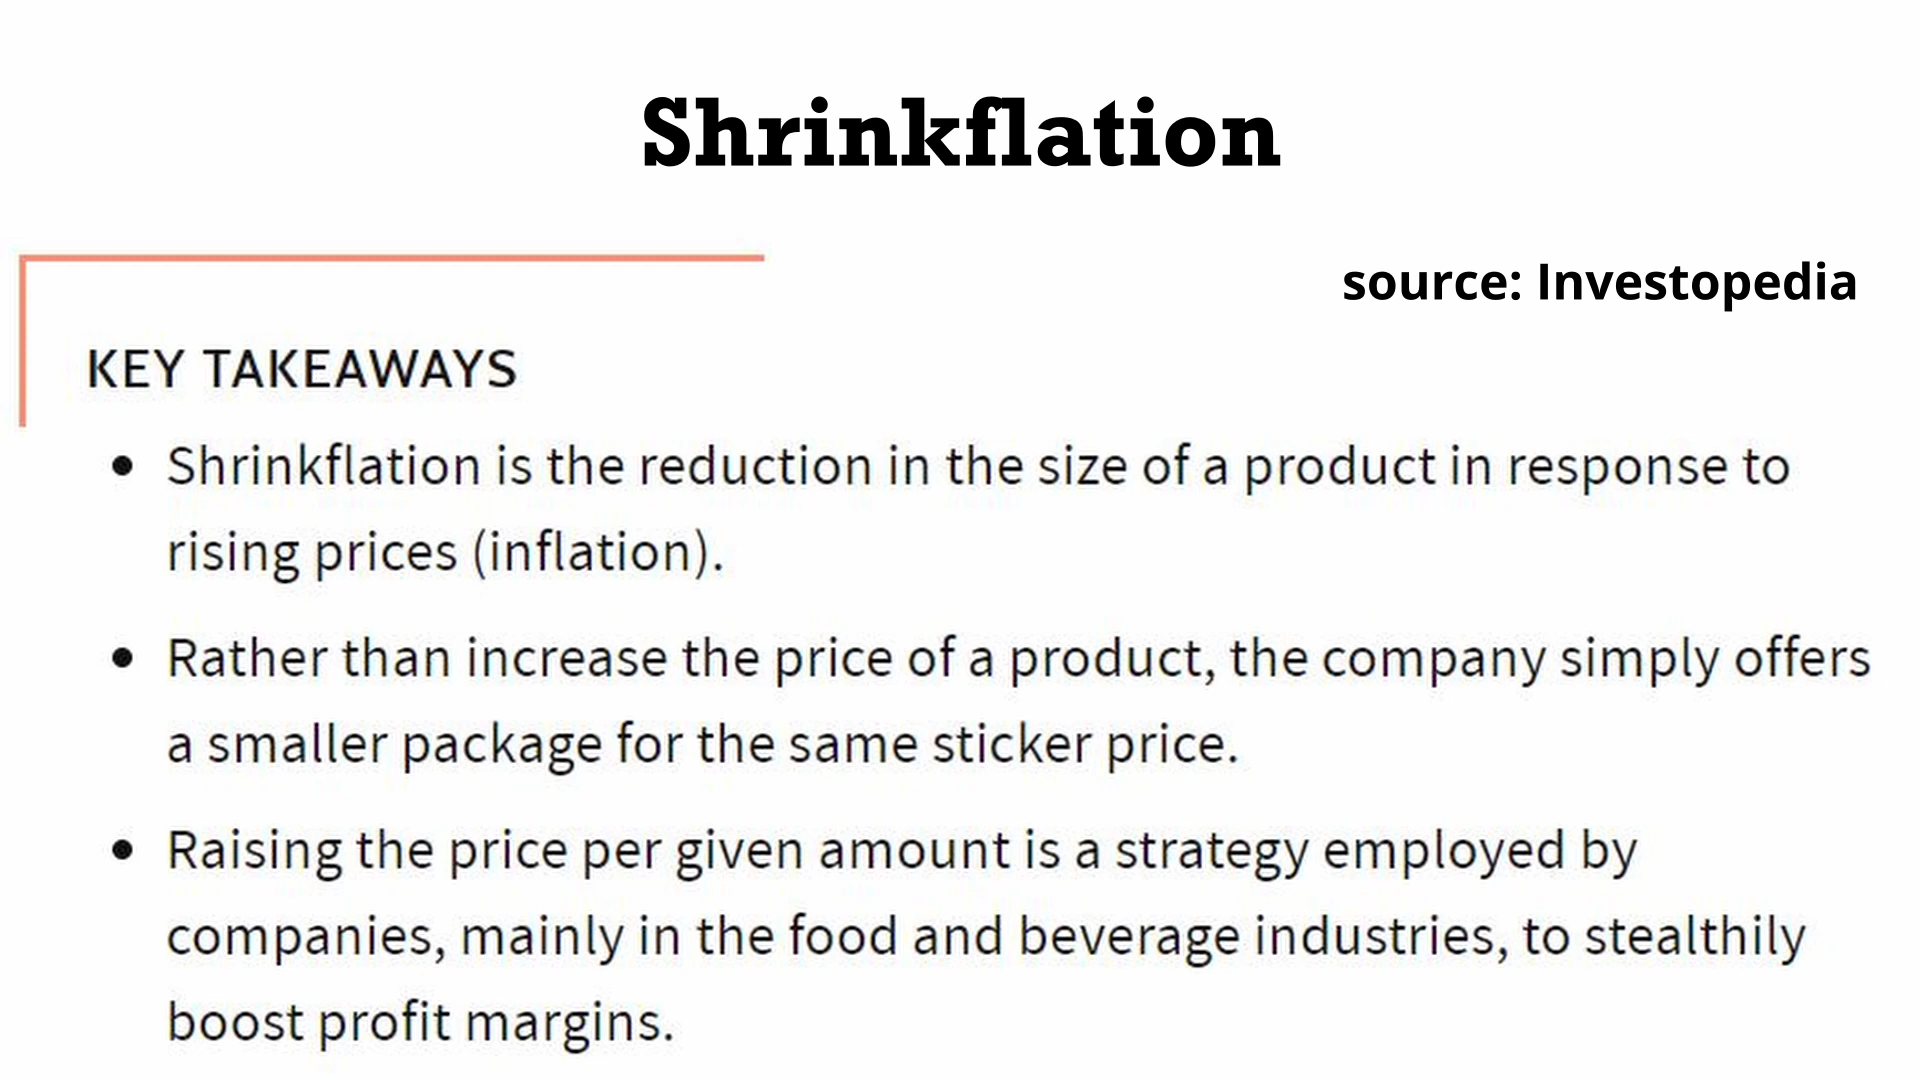 Shrinkflation
source: Investopedia
KEY TAKEAWAYS
• Shrinkflation is the reduction in the size of a product in response to
rising prices (inflation).
• Rather than increase the price of a product, the company simply offers
a smaller package for the same sticker price.
• Raising the price per given amount is a strategy employed by
companies, mainly in the food and beverage industries, to stealthily
boost profit margins.